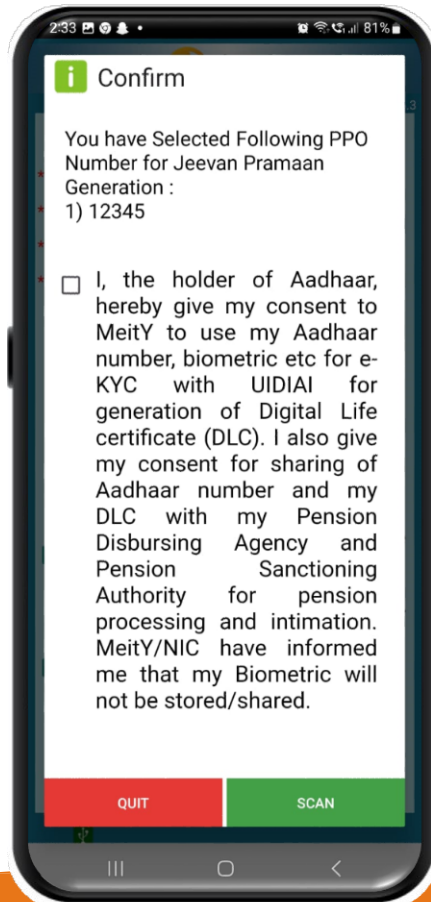 2:33
81%
i Confirm
.3
You have Selected Following PPO
Number for Jeevan Pramaan
Generation :
1) 12345
I, the holder of Aadhaar,
hereby give my consent to
MeitY to use my Aadhaar
number, biometric etc for e-
KYC with UIDIAI for
generation of Digital Life
certificate (DLC). I also give
my consent for sharing of
Aadhaar number and my
DLC with my Pension
Disbursing Agency and
Pension Sanctioning
Authority for pension
processing and intimation.
MeitY/NIC have informed
me that my Biometric will
not be stored/shared.
QUIT
SCAN